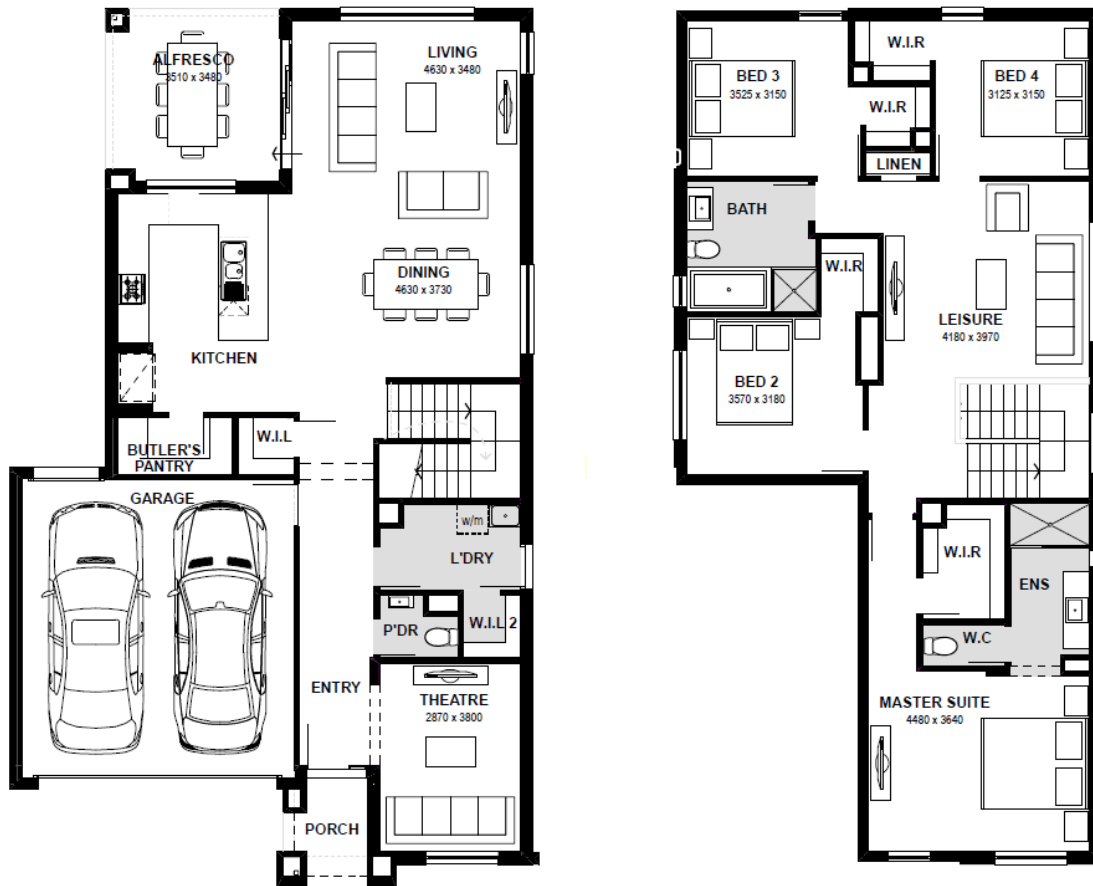 ALFRESCO
3510 x 3480
LIVING
4630 x 3480
DINING
4630 x 3730
KITCHEN
BUTLER'S
PANTRY
W.I.L
GARAGE
w/m
L'DRY
W.I.L 2
P'DR
ENTRY
THEATRE
2870 x 3800
PORCH
W.I.R
BED 3
3525 x 3150
BED 4
3125 x 3150
W.I.R
LINEN
BATH
W.I.R
LEISURE
4180 x 3970
BED 2
3570 x 3180
W.I.R
ENS
W.C
MASTER SUITE
4480 x 3640